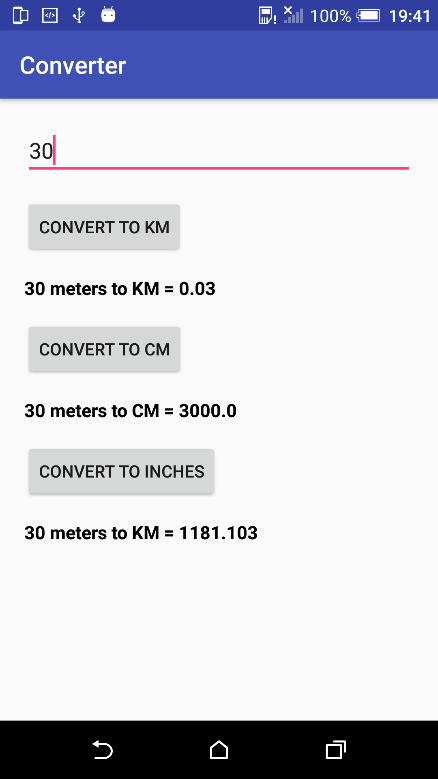 100% 19:41
Converter
30
CONVERT TO KM
30 meters to KM = 0.03
CONVERT TO CM
30 meters to CM = 3000.0
CONVERT TO INCHES
30 meters to KM = 1181.103